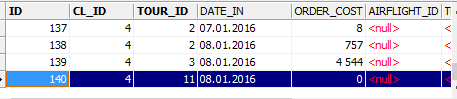 ID CL_ID TOUR_ID DATE_IN ORDER_COST AIRFLIGHT_ID T
137 4 2 07.01.2016 8 <null> <
138 4 2 08.01.2016 757 <null> <
139 4 3 08.01.2016 4 544 <null> <
140 4 11 08.01.2016 0 <null> <